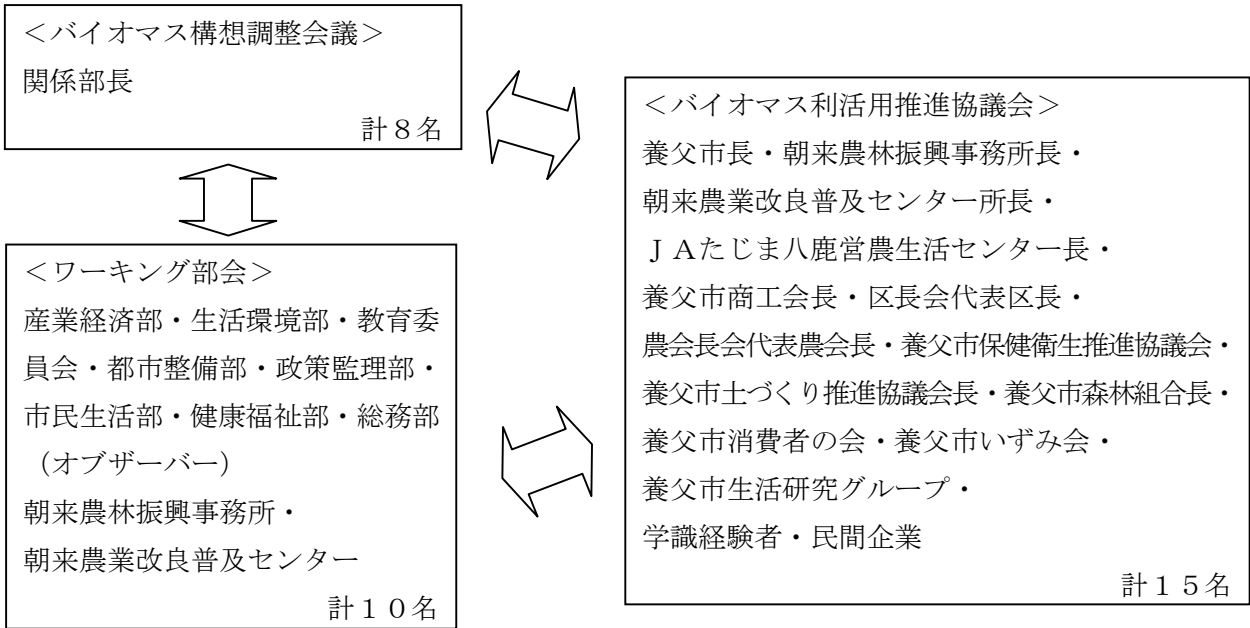 ＜バイオマス構想調整会議＞
関係部長
計８名
＜ワーキング部会＞
産業経済部・生活環境部・教育委
員会・都市整備部・政策監理部・
市民生活部・健康福祉部・総務部
（オブザーバー）
朝来農林振興事務所・
朝来農業改良普及センター
計１０名
＜バイオマス利活用推進協議会＞
養父市長・朝来農林振興事務所長・
朝来農業改良普及センター所長・
ＪＡたじま八鹿営農生活センター長・
養父市商工会長・区長会代表区長・
農会長会代表農会長・養父市保健衛生推進協議会・
養父市土づくり推進協議会長・養父市森林組合長・
養父市消費者の会・養父市いずみ会・
養父市生活研究グループ・
学識経験者・民間企業
計１５名